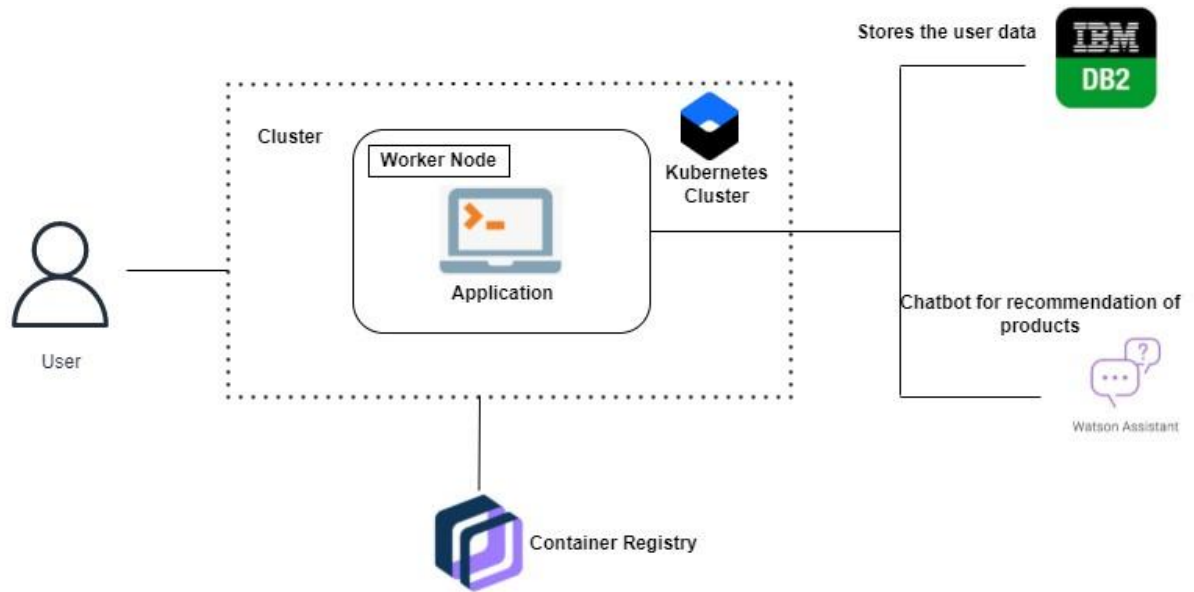 Stores the user data
IBM
DB2
Cluster
Worker Node
Kubernetes
Cluster
Application
User
Chatbot for recommendation of
products
?
Watson Assistant
Container Registry